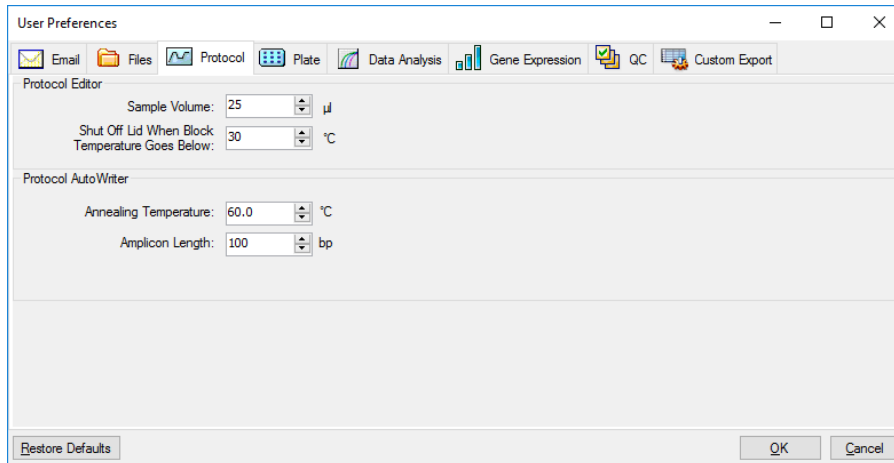 User Preferences
Email Files Protocol Plate Data Analysis Gene Expression QC Custom Export
Protocol Editor
Sample Volume: 25 µl
Shut Off Lid When Block
Temperature Goes Below: 30 °C
Protocol AutoWriter
Annealing Temperature: 60.0 °C
Amplicon Length: 100 bp
Restore Defaults OK Cancel